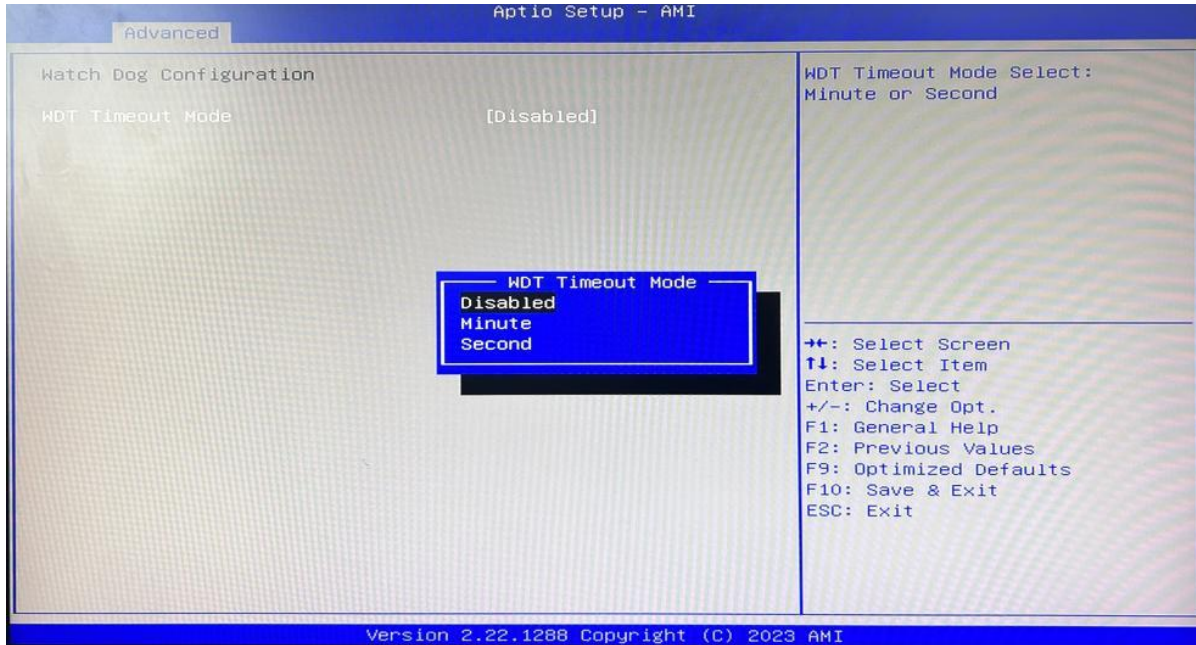 Aptio Setup – AMI
Advanced
Watch Dog Configuration
WDT Timeout Mode [Disabled]
WDT Timeout Mode Select:
Minute or Second
WDT Timeout Mode
Disabled
Minute
Second
→←: Select Screen
↑↓: Select Item
Enter: Select
+/-: Change Opt.
F1: General Help
F2: Previous Values
F9: Optimized Defaults
F10: Save & Exit
ESC: Exit
Version 2.22.1288 Copyright (C) 2023 AMI